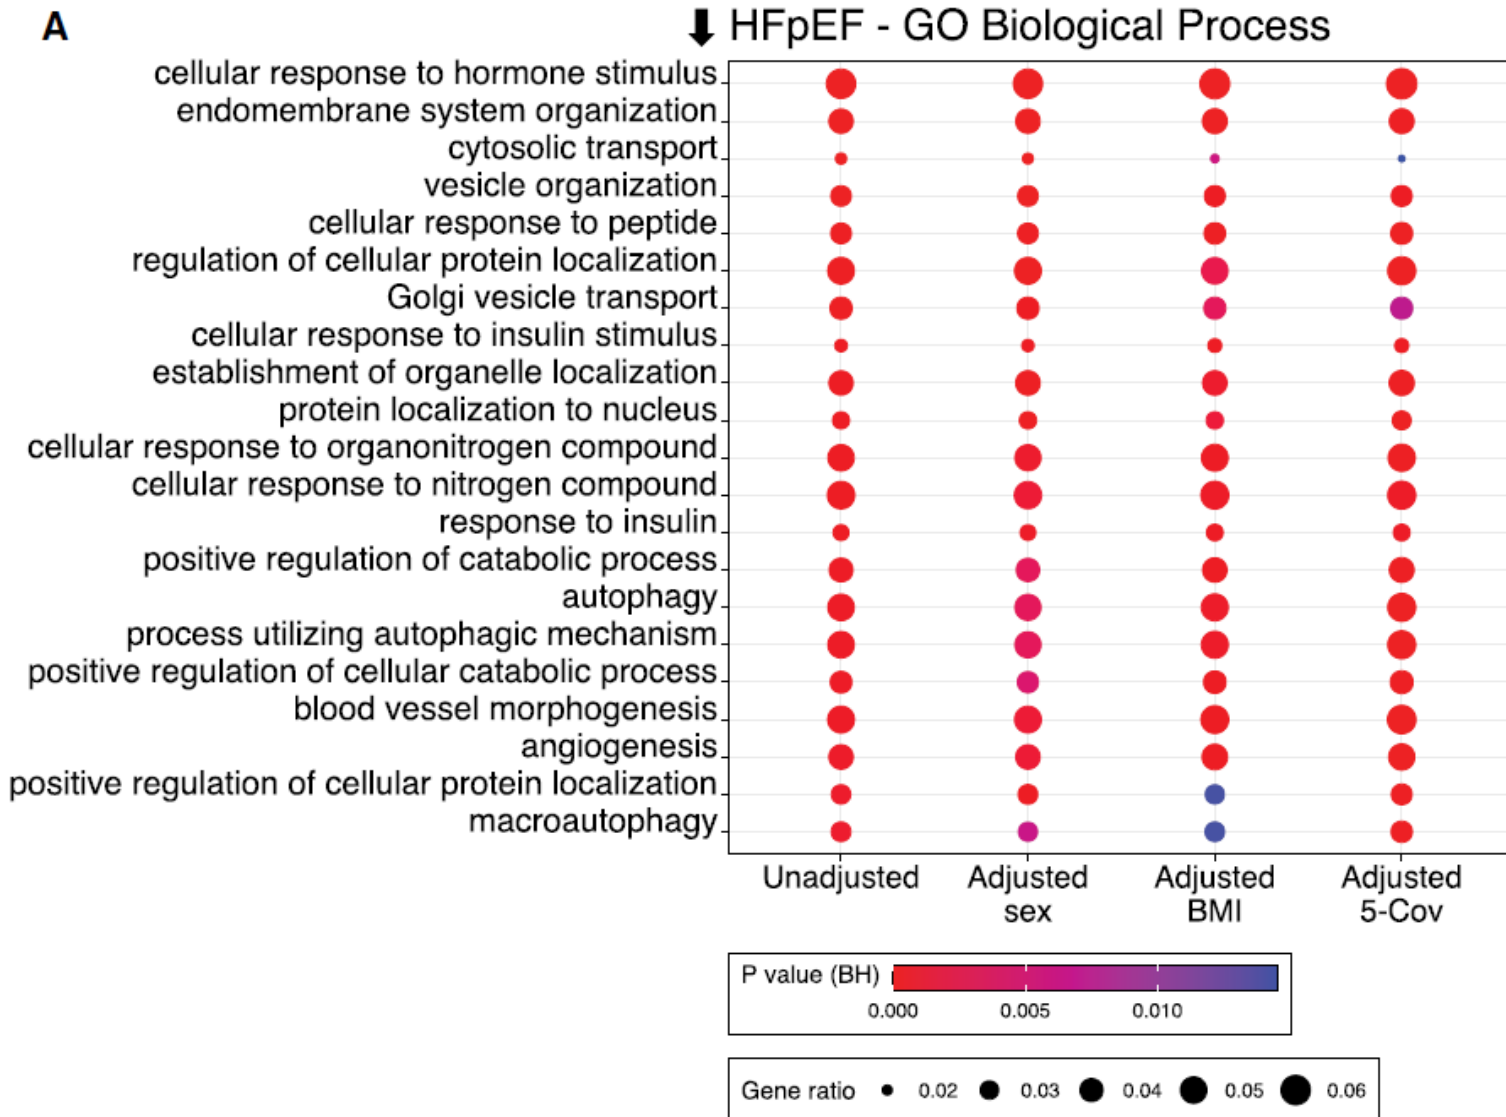 A
⬇ HFpEF - GO Biological Process
cellular response to hormone stimulus
endomembrane system organization
cytosolic transport
vesicle organization
cellular response to peptide
regulation of cellular protein localization
Golgi vesicle transport
cellular response to insulin stimulus
establishment of organelle localization
protein localization to nucleus
cellular response to organonitrogen compound
cellular response to nitrogen compound
response to insulin
positive regulation of catabolic process
autophagy
process utilizing autophagic mechanism
positive regulation of cellular catabolic process
blood vessel morphogenesis
angiogenesis
positive regulation of cellular protein localization
macroautophagy
Unadjusted Adjusted Adjusted Adjusted
sex BMI 5-Cov
P value (BH)
0.000 0.005 0.010
Gene ratio 0.02 0.03 0.04 0.05 0.06